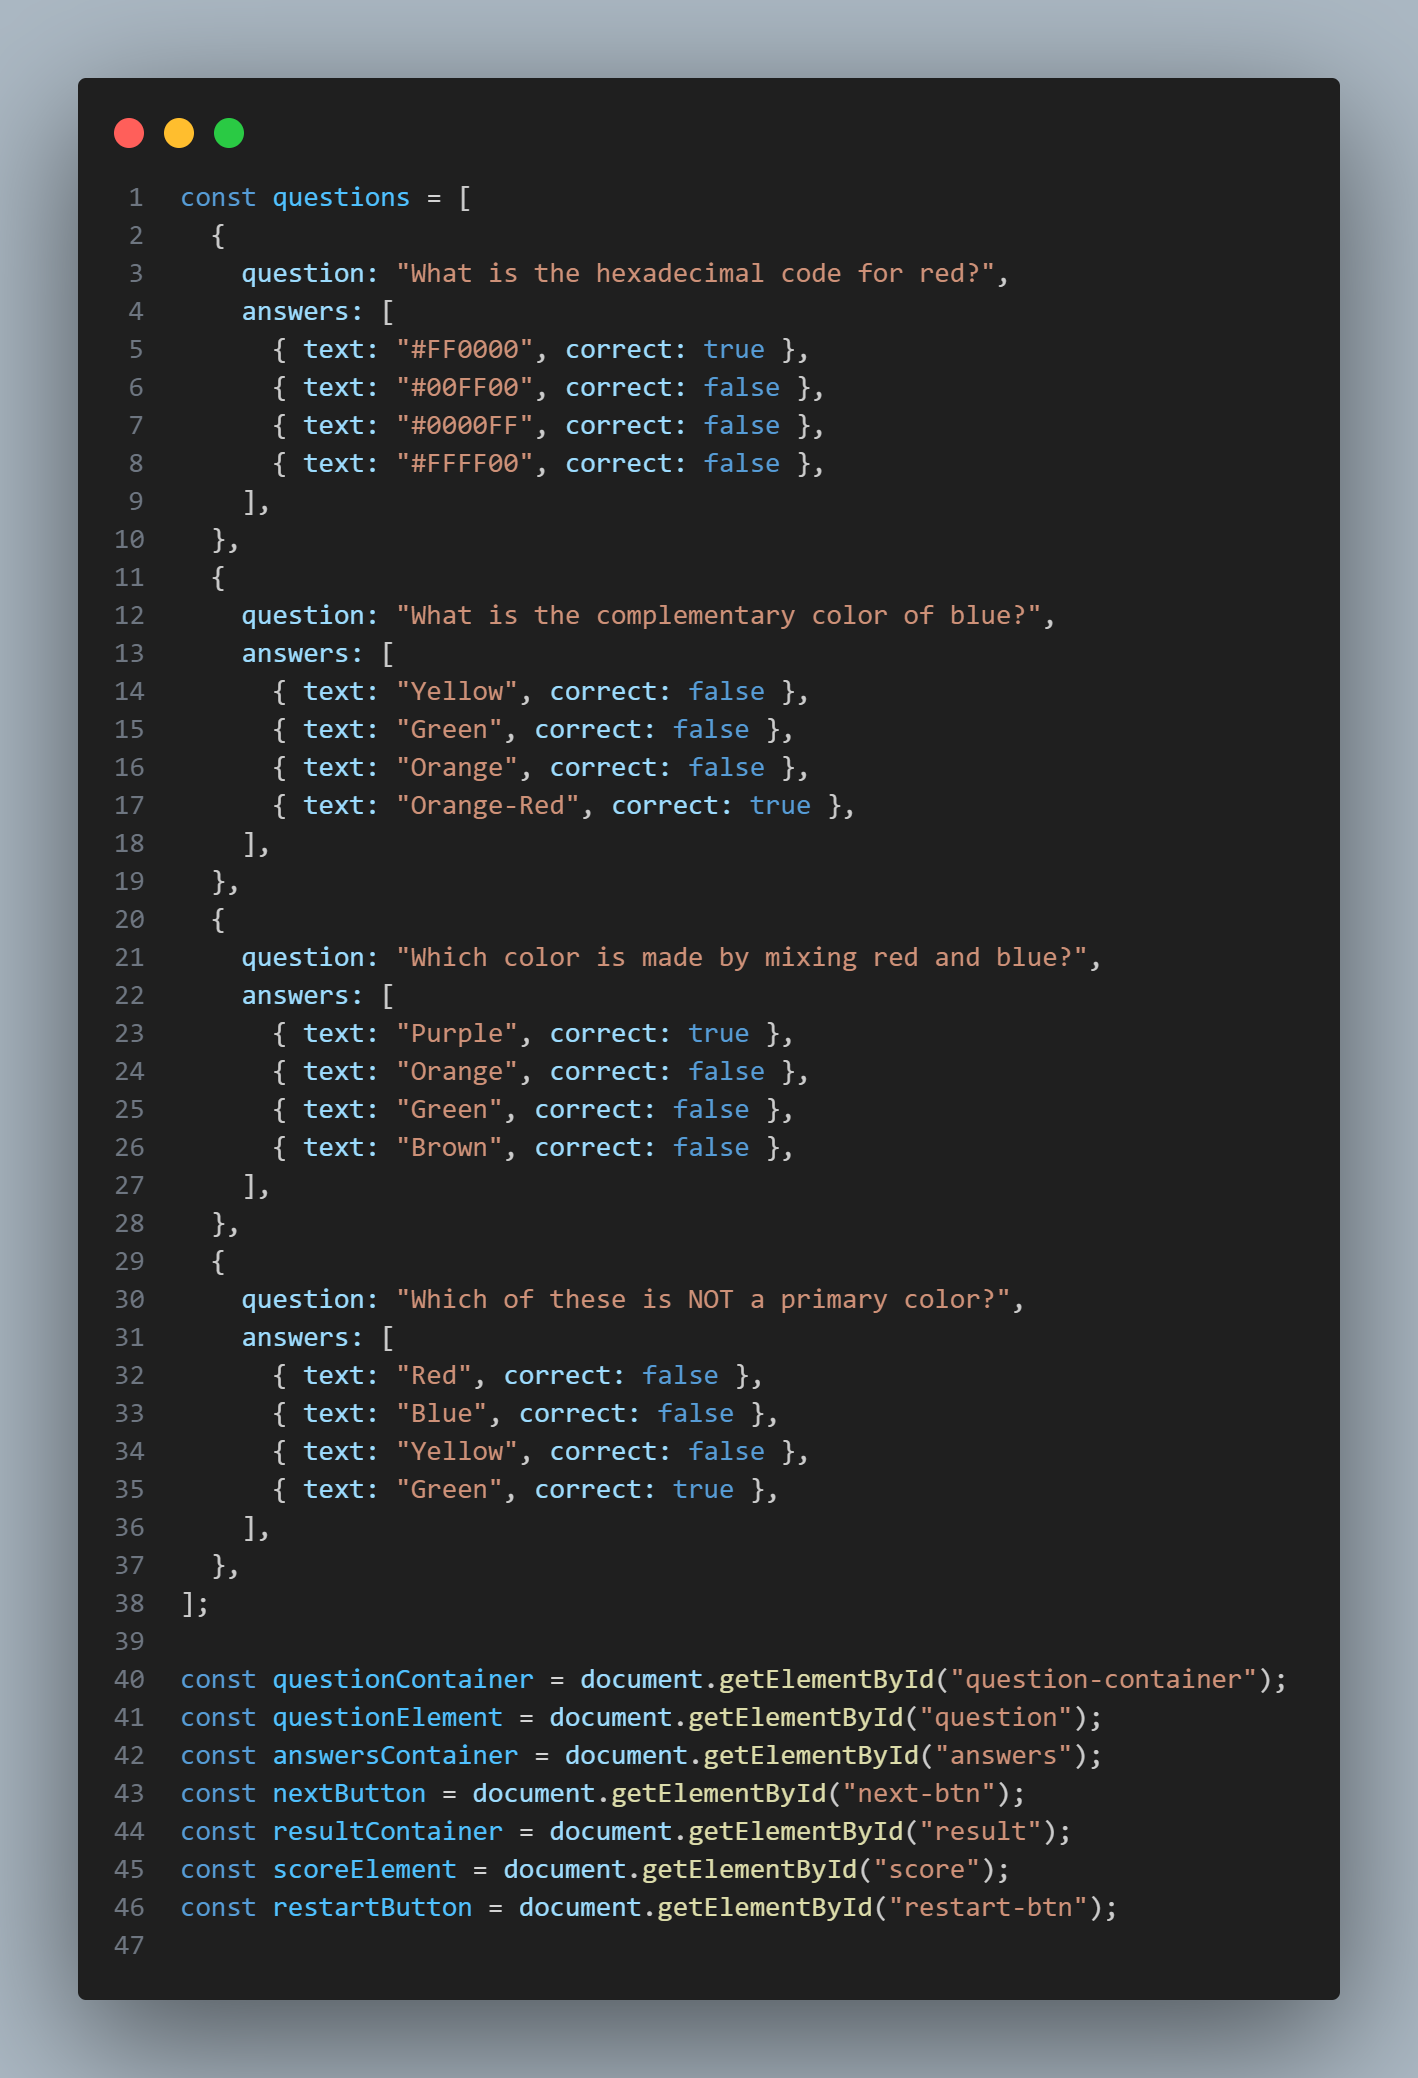 1 const questions = [
2   {
3     question: "What is the hexadecimal code for red?",
4     answers: [
5       { text: "#FF0000", correct: true },
6       { text: "#00FF00", correct: false },
7       { text: "#0000FF", correct: false },
8       { text: "#FFFF00", correct: false },
9     ],
10   },
11   {
12     question: "What is the complementary color of blue?",
13     answers: [
14       { text: "Yellow", correct: false },
15       { text: "Green", correct: false },
16       { text: "Orange", correct: false },
17       { text: "Orange-Red", correct: true },
18     ],
19   },
20   {
21     question: "Which color is made by mixing red and blue?",
22     answers: [
23       { text: "Purple", correct: true },
24       { text: "Orange", correct: false },
25       { text: "Green", correct: false },
26       { text: "Brown", correct: false },
27     ],
28   },
29   {
30     question: "Which of these is NOT a primary color?",
31     answers: [
32       { text: "Red", correct: false },
33       { text: "Blue", correct: false },
34       { text: "Yellow", correct: false },
35       { text: "Green", correct: true },
36     ],
37   },
38 ];
39
40 const questionContainer = document.getElementById("question-container");
41 const questionElement = document.getElementById("question");
42 const answersContainer = document.getElementById("answers");
43 const nextButton = document.getElementById("next-btn");
44 const resultContainer = document.getElementById("result");
45 const scoreElement = document.getElementById("score");
46 const restartButton = document.getElementById("restart-btn");
47